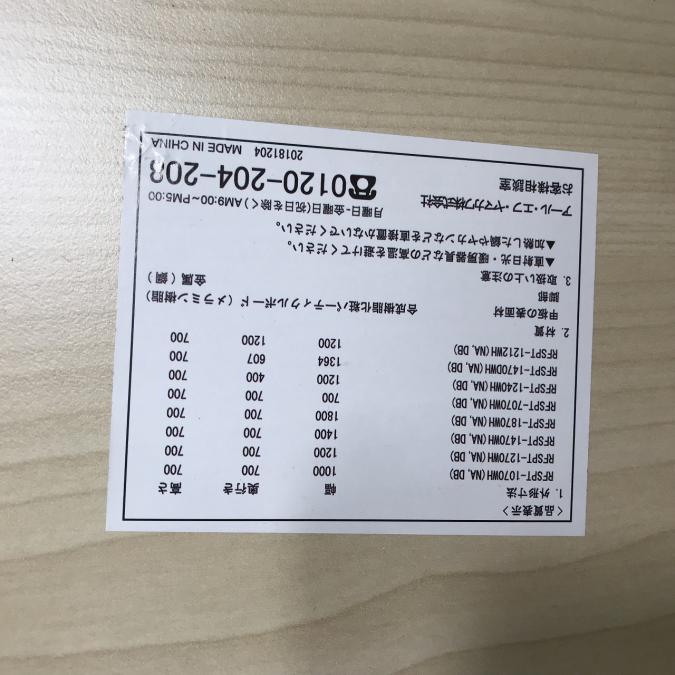 <品質表示>
1. 外形寸法 幅 奥行き 高さ
RFSPT-1070WH(NA, DB) 1000 700 700
RFSPT-1270WH(NA, DB) 1200 700 700
RFSPT-1470WH(NA, DB) 1400 700 700
RFSPT-1870WH(NA, DB) 1800 700 700
RFSPT-7070WH(NA, DB) 700 700 700
RFSPT-1240WH(NA, DB) 1200 400 700
RFSPT-1470DWH(NA, DB) 1364 607 700
RFSPT-1212WH(NA, DB) 1200 1200 700
2. 材質
甲板の表面材 合成樹脂化粧パーティクルボード(メラミン樹脂)
脚部 金属(鋼)
3. 取扱い上の注意
▲直射日光・暖房器具などの高温を避けてください。
▲加熱した鍋やヤカンなどを直接置かないでください。
アール・エフ・ヤマカワ株式会社 月曜日-金曜日(祝日を除く)AM9:00~PM5:00
お客様相談室 ☎0120-204-208
20181204 MADE IN CHINA